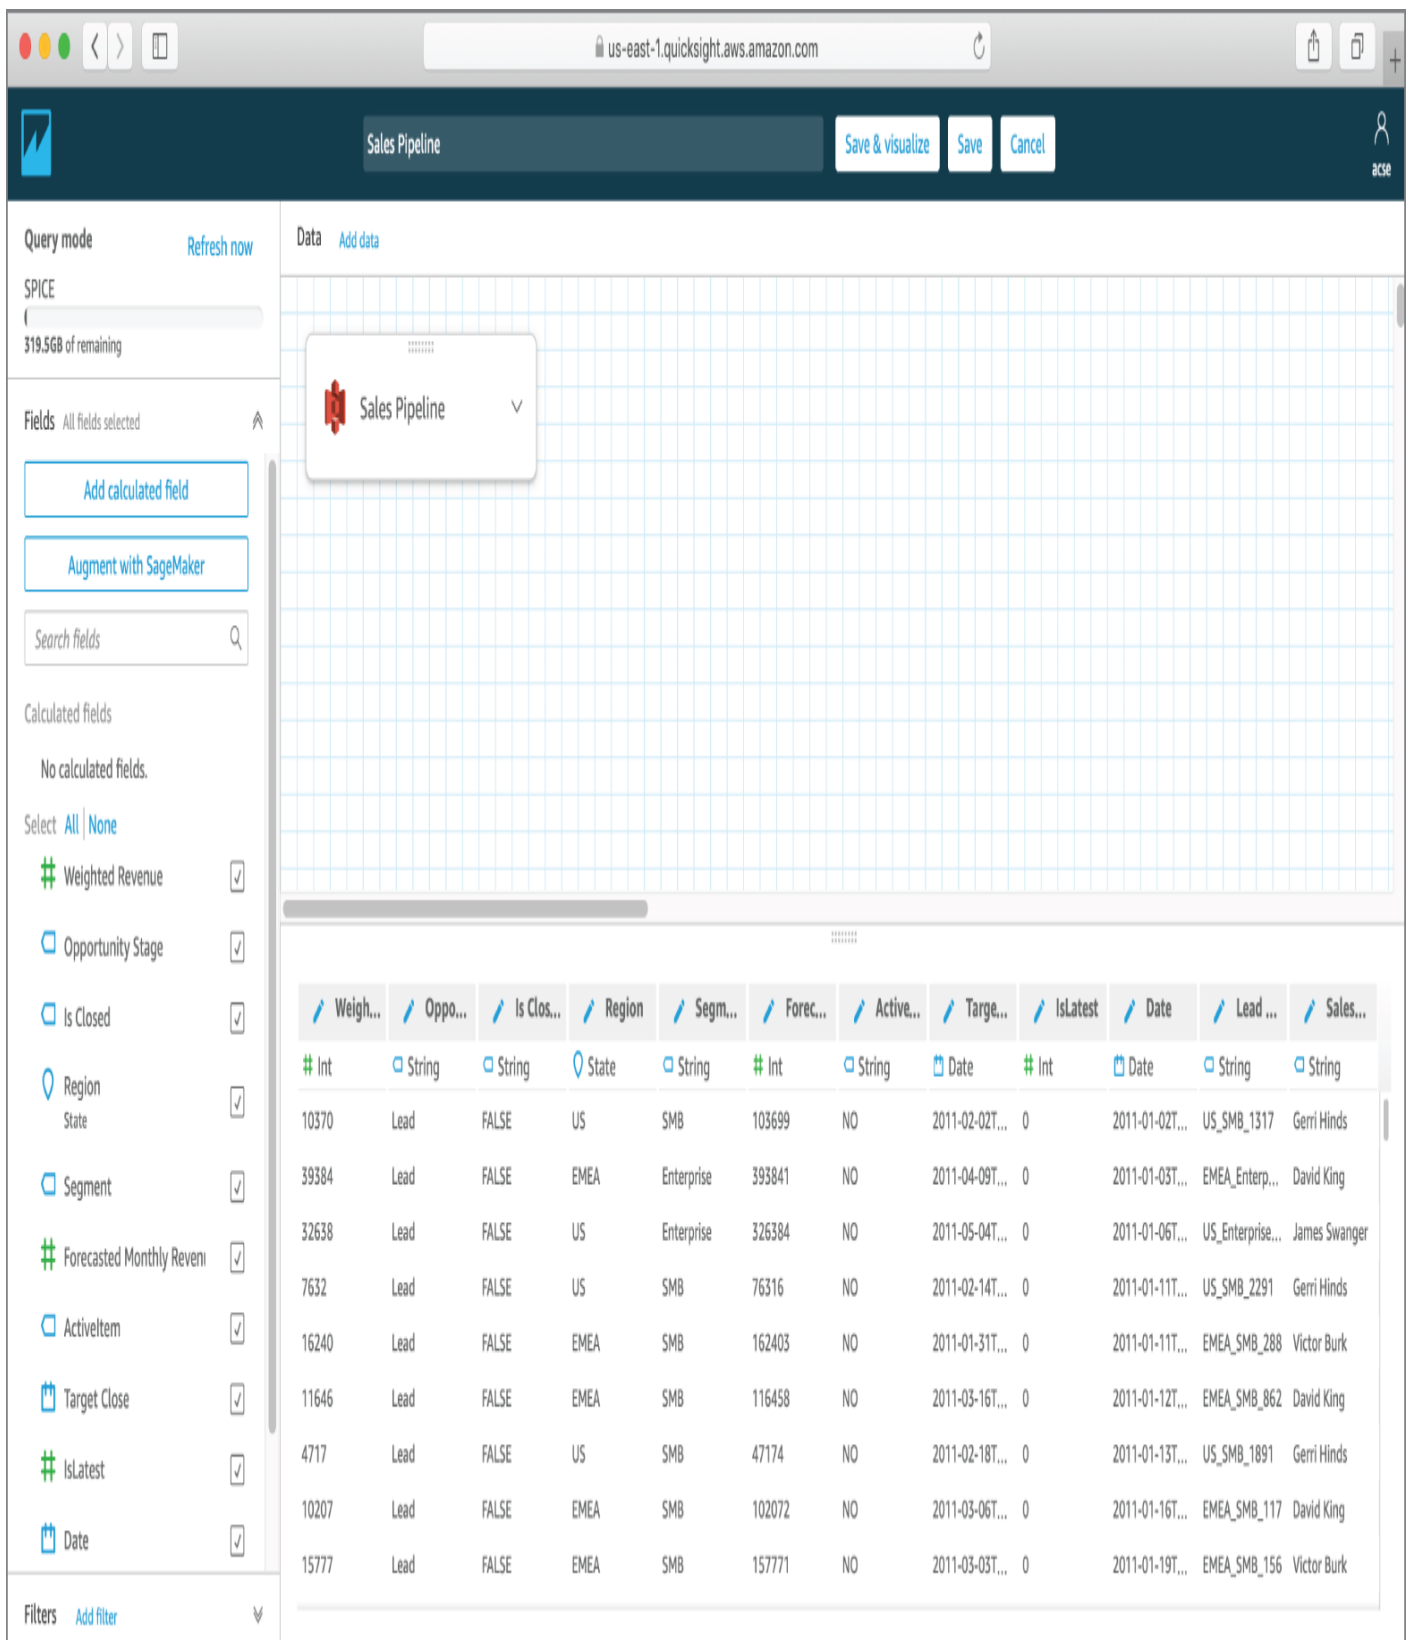 us-east-1.quicksight.aws.amazon.com
Sales Pipeline
Save & visualize Save Cancel
acse
Query mode Refresh now
SPICE
319.5GB of remaining
Fields All fields selected
Add calculated field
Augment with SageMaker
Search fields
Calculated fields
No calculated fields.
Select All None
Weighted Revenue
Opportunity Stage
Is Closed
Region
State
Segment
Forecasted Monthly Reven
ActiveItem
Target Close
IsLatest
Date
Filters Add filter
Data Add data
Sales Pipeline
Weigh... Oppo... Is Clos... Region Segm... Forec... Active... Targe... IsLatest Date Lead ... Sales...
Int String String State String Int String Date Int Date String String
10370 Lead FALSE US SMB 103699 NO 2011-02-02T... 0 2011-01-02T... US_SMB_1317 Gerri Hinds
39384 Lead FALSE EMEA Enterprise 393841 NO 2011-04-09T... 0 2011-01-03T... EMEA_Enterp... David King
32638 Lead FALSE US Enterprise 326384 NO 2011-05-04T... 0 2011-01-06T... US_Enterprise... James Swanger
7632 Lead FALSE US SMB 76316 NO 2011-02-14T... 0 2011-01-11T... US_SMB_2291 Gerri Hinds
16240 Lead FALSE EMEA SMB 162403 NO 2011-01-31T... 0 2011-01-11T... EMEA_SMB_288 Victor Burk
11646 Lead FALSE EMEA SMB 116458 NO 2011-03-16T... 0 2011-01-12T... EMEA_SMB_862 David King
4717 Lead FALSE US SMB 47174 NO 2011-02-18T... 0 2011-01-13T... US_SMB_1891 Gerri Hinds
10207 Lead FALSE EMEA SMB 102072 NO 2011-03-06T... 0 2011-01-16T... EMEA_SMB_117 David King
15777 Lead FALSE EMEA SMB 157771 NO 2011-03-03T... 0 2011-01-19T... EMEA_SMB_156 Victor Burk